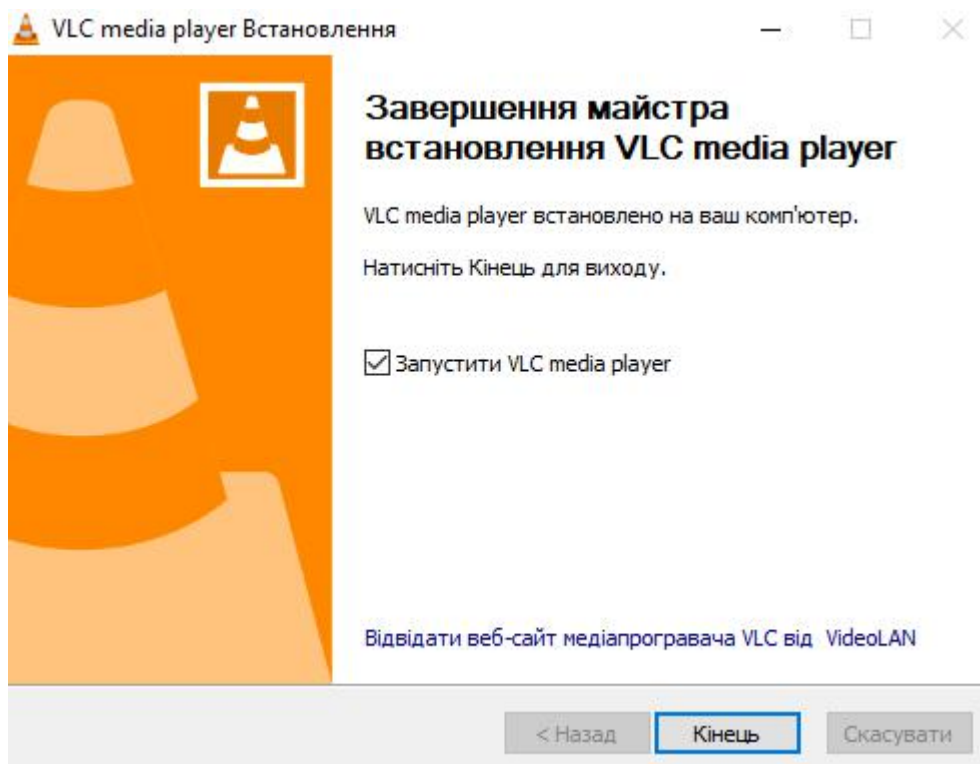 VLC media player Встановлення
Завершення майстра
встановлення VLC media player
VLC media player встановлено на ваш комп'ютер.
Натисніть Кінець для виходу.
Запустити VLC media player
Відвідати веб-сайт медіапрогравача VLC від VideoLAN
< Назад Кінець Скасувати